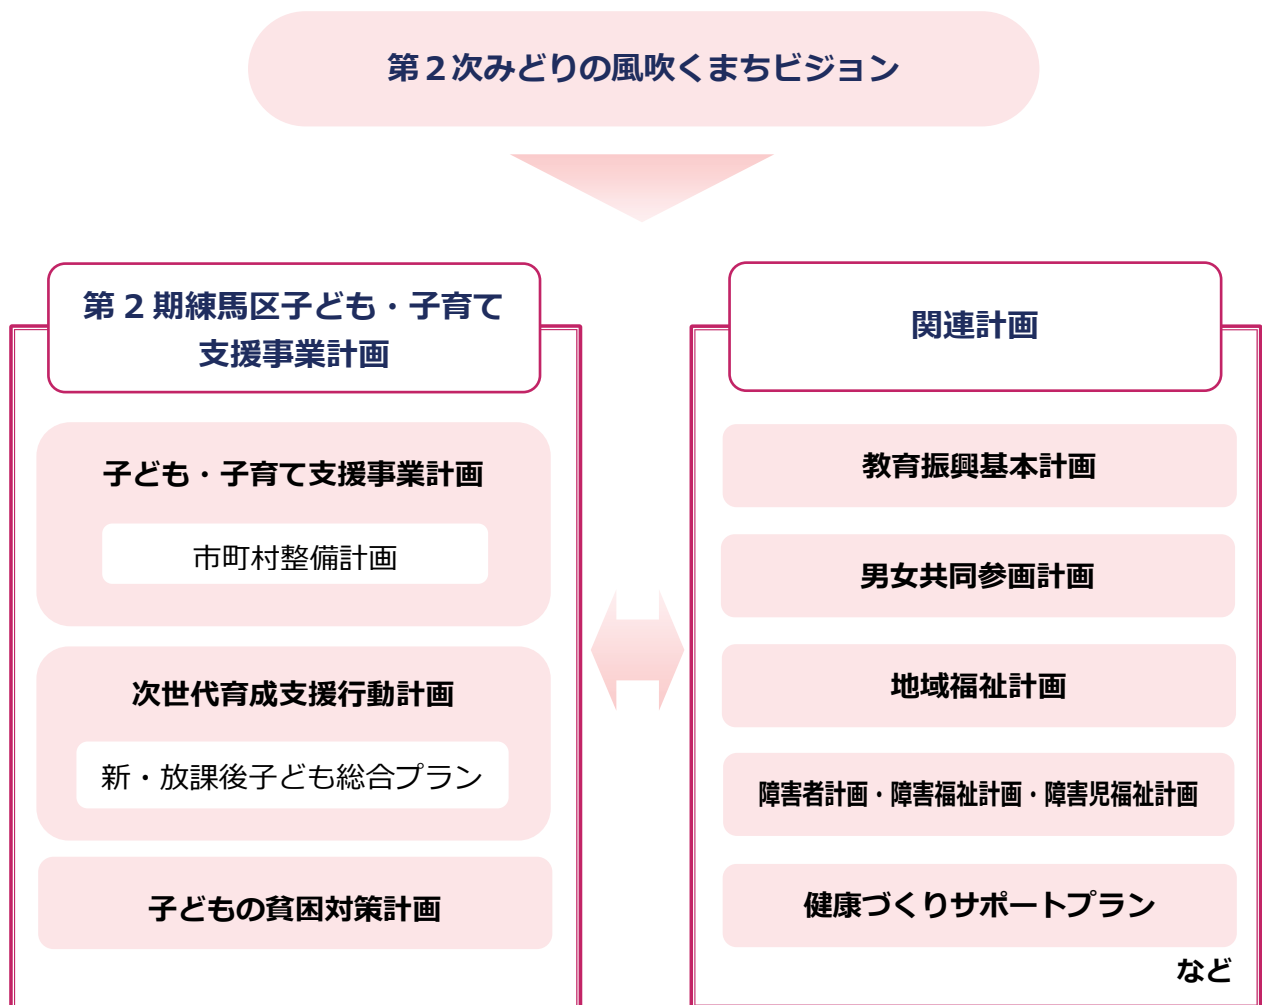 第２次みどりの風吹くまちビジョン
第 2 期練馬区子ども・子育て
支援事業計画
子ども・子育て支援事業計画
市町村整備計画
次世代育成支援行動計画
新・放課後子ども総合プラン
子どもの貧困対策計画
関連計画
教育振興基本計画
男女共同参画計画
地域福祉計画
障害者計画・障害福祉計画・障害児福祉計画
健康づくりサポートプラン
など